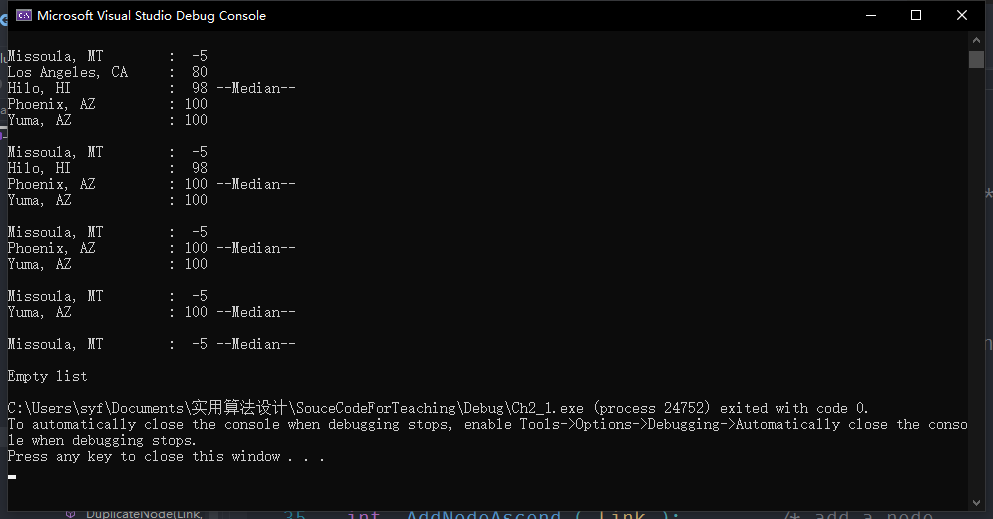 Microsoft Visual Studio Debug Console
Missoula, MT        :  -5
Los Angeles, CA     :  80
Hilo, HI            :  98 --Median--
Phoenix, AZ         : 100
Yuma, AZ            : 100
Missoula, MT        :  -5
Hilo, HI            :  98
Phoenix, AZ         : 100 --Median--
Yuma, AZ            : 100
Missoula, MT        :  -5
Phoenix, AZ         : 100 --Median--
Yuma, AZ            : 100
Missoula, MT        :  -5
Yuma, AZ            : 100 --Median--
Missoula, MT        :  -5 --Median--
Empty list
C:\Users\syf\Documents\实用算法设计\SouceCodeForTeaching\Debug\Ch2_1.exe (process 24752) exited with code 0.
To automatically close the console when debugging stops, enable Tools->Options->Debugging->Automatically close the conso
le when debugging stops.
Press any key to close this window . . .
DuplicateNode(Link, 35 int AddNodeAscend ( Link ); /* add a node